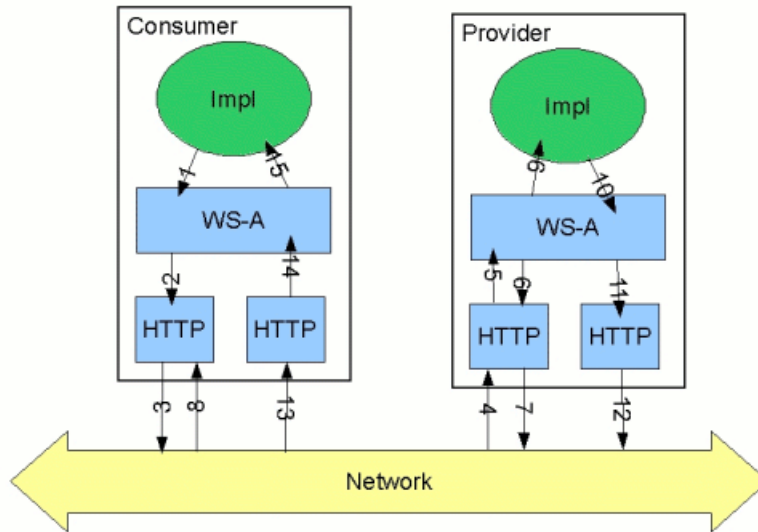 Consumer
Impl
1
15
WS-A
2
14
HTTP
HTTP
3
8
13
Provider
Impl
9
10
WS-A
5
6
11
HTTP
HTTP
4
7
12
Network